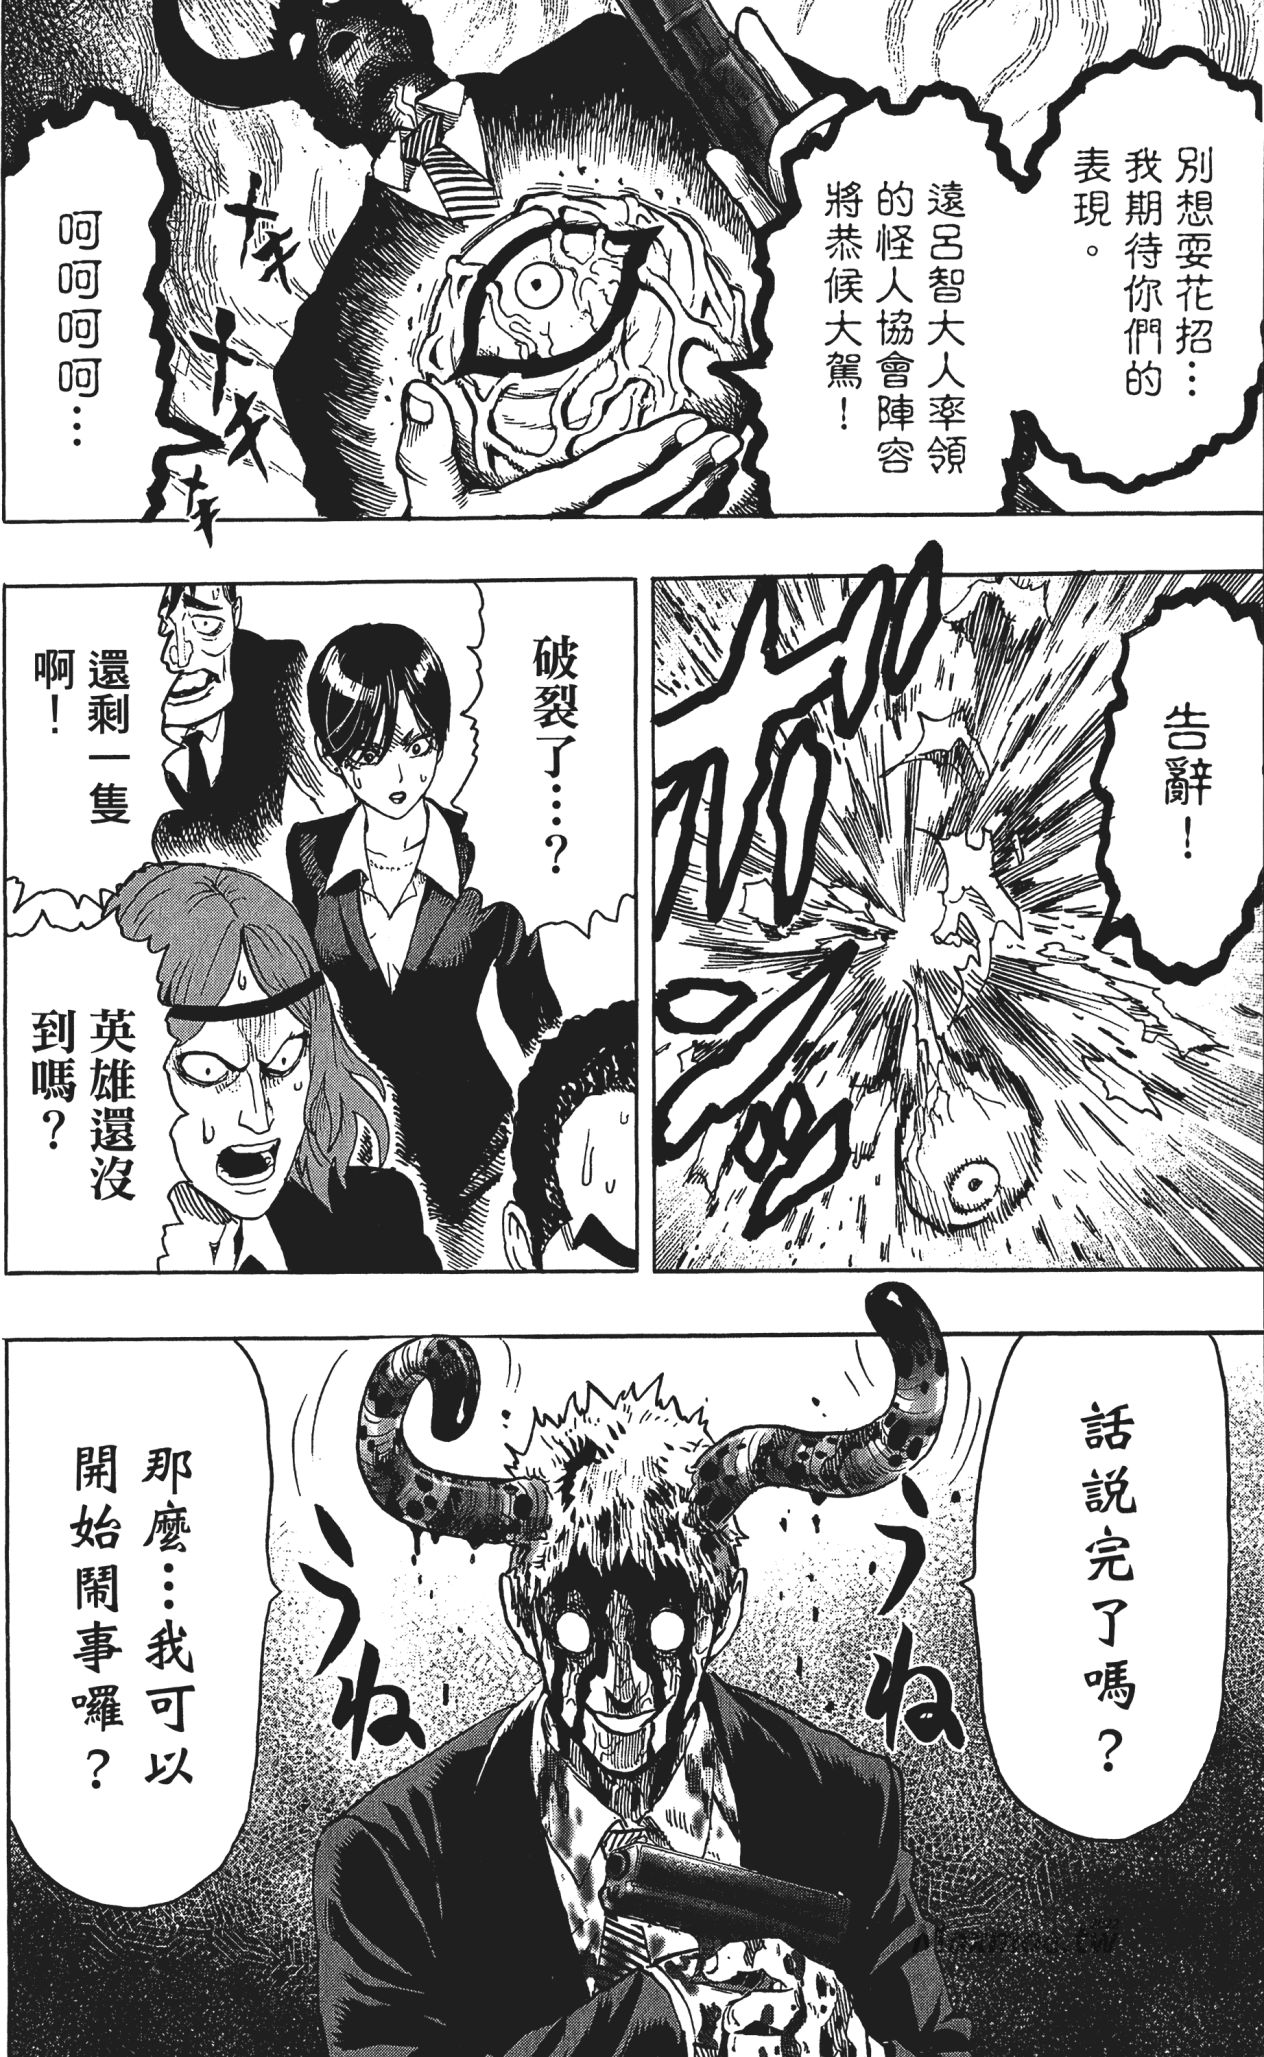 別想耍花招…
我期待你們的
表現。
遠呂智大人率領
的怪人協會陣容
將恭候大駕！
呵呵呵呵…
告辭！
破裂了……？
還剩一隻
啊！
英雄還沒
到嗎？
話說完了嗎？
那麼…我可以
開始鬧事囉？
うね
うね